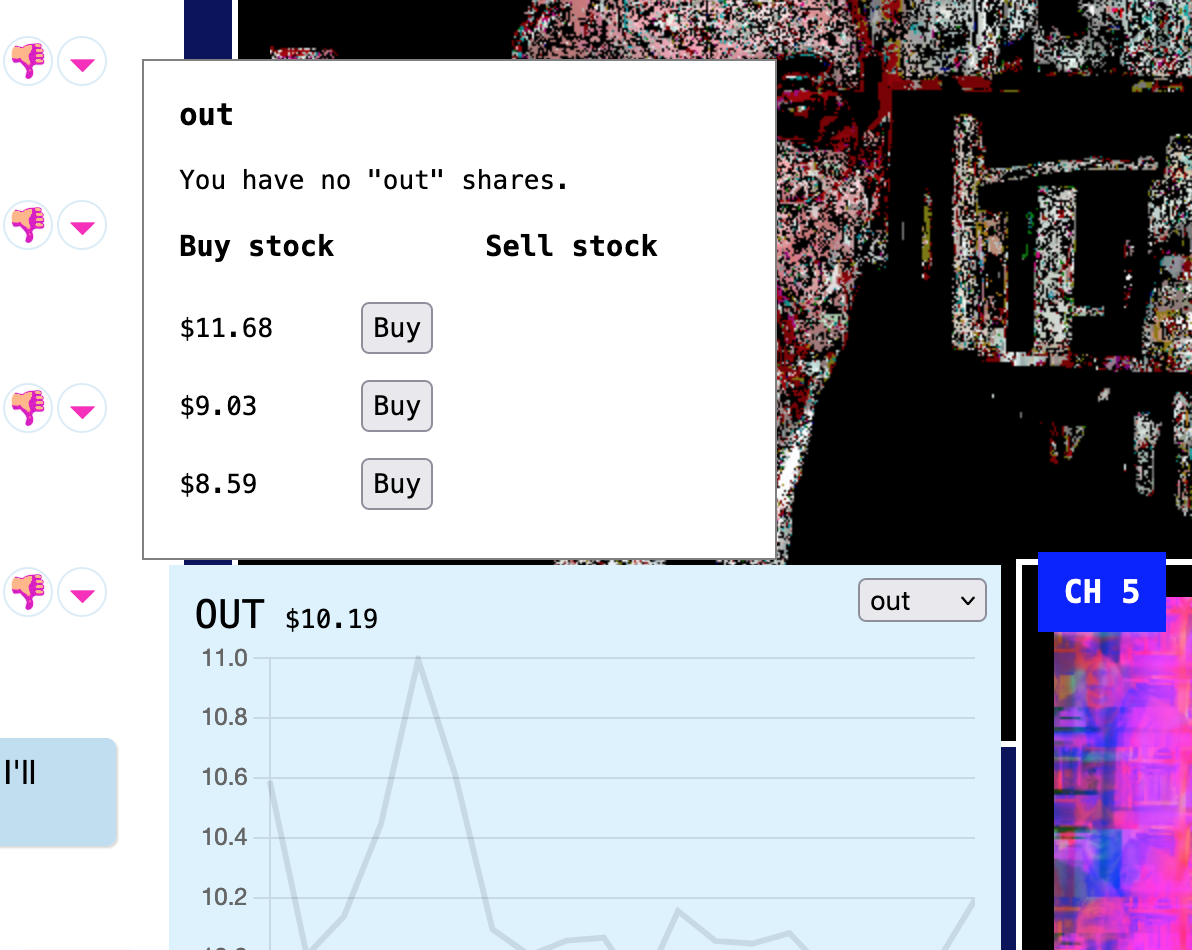 out
You have no "out" shares.
Buy stock Sell stock
$11.68 Buy
$9.03 Buy
$8.59 Buy
OUT $10.19 out
CH 5
11.0
10.8
10.6
I'll
10.4
10.2